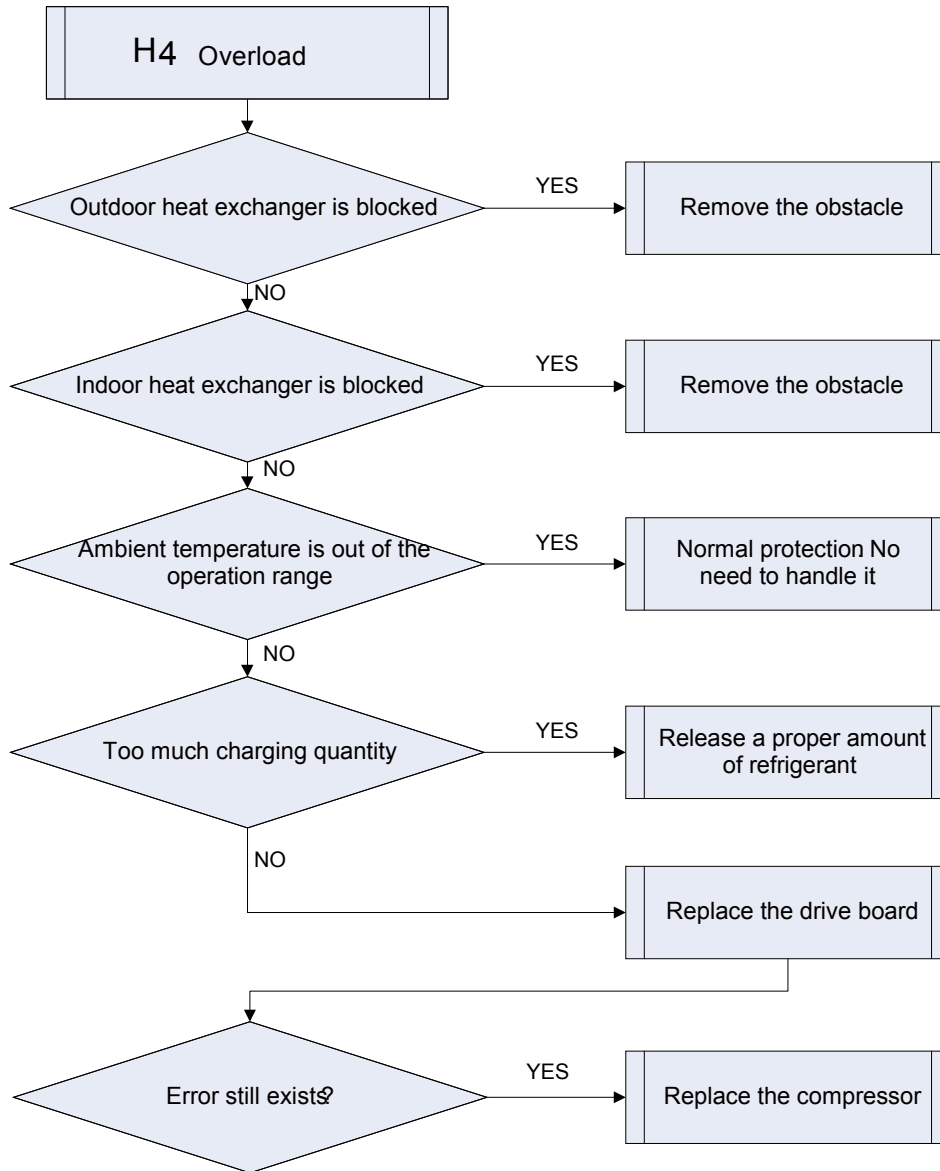 H4 Overload
Outdoor heat exchanger is blocked
YES
Remove the obstacle
NO
Indoor heat exchanger is blocked
YES
Remove the obstacle
NO
Ambient temperature is out of the
operation range
YES
Normal protection No
need to handle it
NO
Too much charging quantity
YES
Release a proper amount
of refrigerant
NO
Replace the drive board
Error still exists?
YES
Replace the compressor